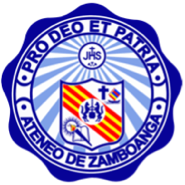 PRO DEO ET PATRIA
JHS
ATENEO DE ZAMBOANGA